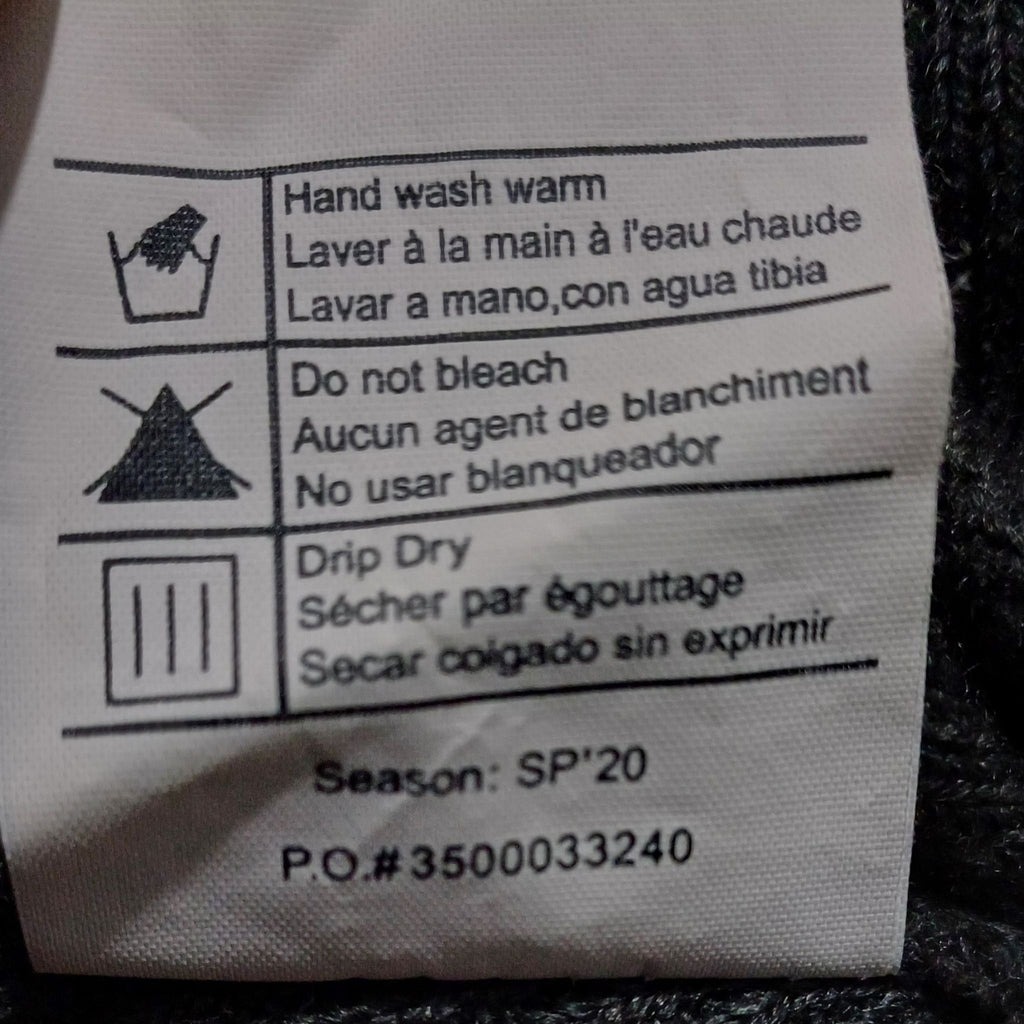 Hand wash warm
Laver à la main à l'eau chaude
Lavar a mano,con agua tibia
Do not bleach
Aucun agent de blanchiment
No usar blanqueador
Drip Dry
Sécher par égouttage
Secar colgado sin exprimir
Season: SP'20
P.O.#3500033240